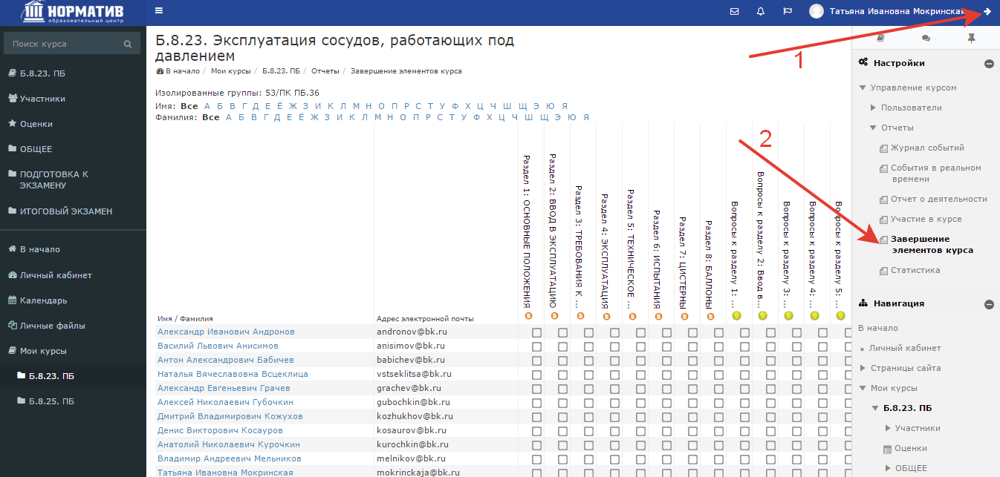 НОРМАТИВ
образовательный центр
Татьяна Ивановна Мокринская
Поиск курса
Б.8.23. ПБ
Участники
Оценки
ОБЩЕЕ
ПОДГОТОВКА К
ЭКЗАМЕНУ
ИТОГОВЫЙ ЭКЗАМЕН
В начало
Личный кабинет
Календарь
Личные файлы
Мои курсы
Б.8.23. ПБ
Б.8.25. ПБ
Б.8.23. Эксплуатация сосудов, работающих под
давлением
В начало / Мои курсы / Б.8.23. ПБ / Отчеты / Завершение элементов курса
Изолированные группы: 53/ПК ПБ.36
Имя: Все А Б В Г Д Е Ё Ж З И К Л М Н О П Р С Т У Ф Х Ц Ч Ш Щ Э Ю Я
Фамилия: Все А Б В Г Д Е Ё Ж З И К Л М Н О П Р С Т У Ф Х Ц Ч Ш Щ Э Ю Я
1
2
Раздел 1: ОСНОВНЫЕ ПОЛОЖЕНИЯ
Раздел 2: ВВОД В ЭКСПЛУАТАЦИЮ
Раздел 3: ТРЕБОВАНИЯ К ...
Раздел 4: ЭКСПЛУАТАЦИЯ
Раздел 5: ТЕХНИЧЕСКОЕ ...
Раздел 6: ИСПЫТАНИЯ
Раздел 7: ЦИСТЕРНЫ
Раздел 8: БАЛЛОНЫ
Вопросы к разделу 1: ...
Вопросы к разделу 2: Ввод в...
Вопросы к разделу 3: ...
Вопросы к разделу 4: ...
Вопросы к разделу 5: ...
Имя / Фамилия Адрес электронной почты
Александр Иванович Андронов andronov@bk.ru
Василий Львович Анисимов anisimov@bk.ru
Антон Александрович Бабичев babichev@bk.ru
Наталья Вячеславовна Всцеклица vstseklitsa@bk.ru
Александр Евгеньевич Грачев grachev@bk.ru
Алексей Николаевич Губочкин gubochkin@bk.ru
Дмитрий Владимирович Кожухов kozhukhov@bk.ru
Денис Викторович Косауров kosaurov@bk.ru
Анатолий Николаевич Курочкин kurochkin@bk.ru
Владимир Андреевич Мельников melnikov@bk.ru
Татьяна Ивановна Мокринская mokrinckaja@bk.ru
Настройки
Управление курсом
Пользователи
Отчеты
Журнал событий
События в реальном
времени
Отчет о деятельности
Участие в курсе
Завершение
элементов курса
Статистика
Навигация
В начало
Личный кабинет
Страницы сайта
Мои курсы
Б.8.23. ПБ
Участники
Оценки
ОБЩЕЕ